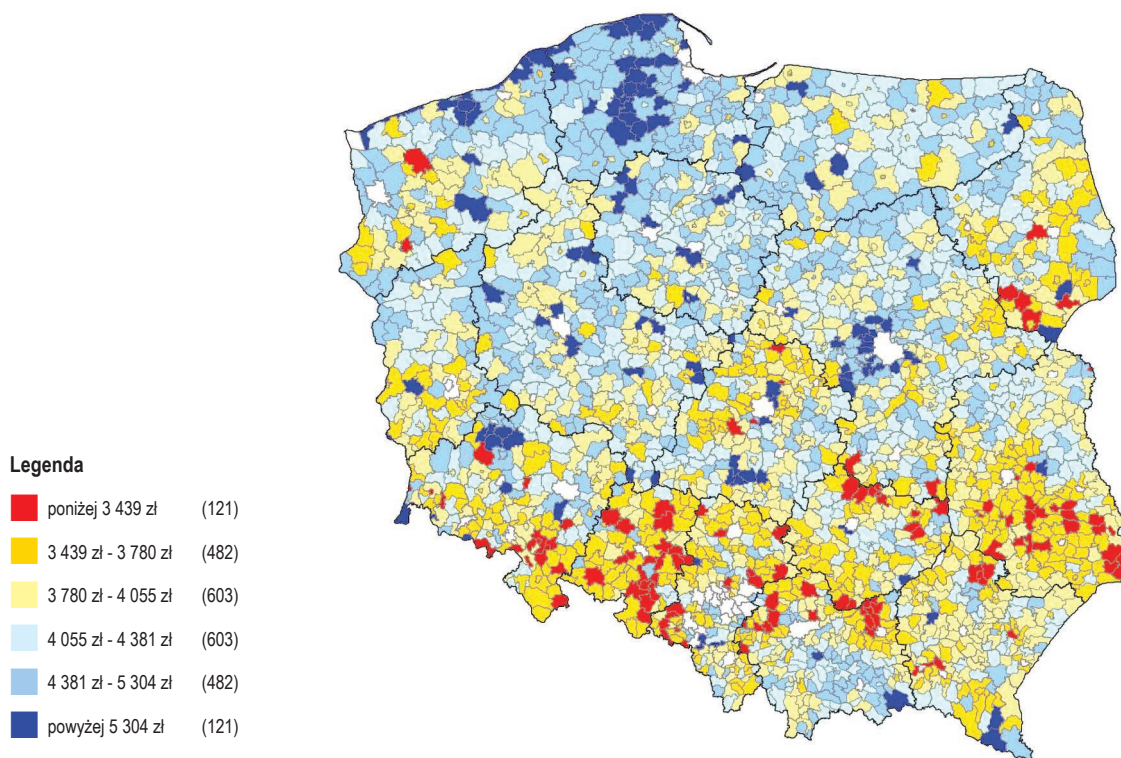 Legenda
poniżej 3 439 zł (121)
3 439 zł - 3 780 zł (482)
3 780 zł - 4 055 zł (603)
4 055 zł - 4 381 zł (603)
4 381 zł - 5 304 zł (482)
powyżej 5 304 zł (121)